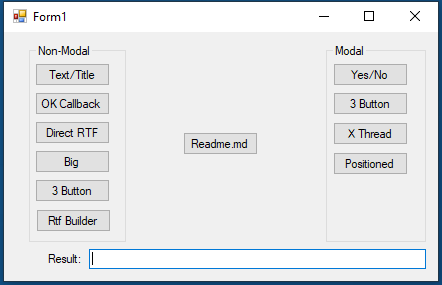 Form1
Non-Modal
Text/Title
OK Callback
Direct RTF
Big
3 Button
Rtf Builder
Readme.md
Modal
Yes/No
3 Button
X Thread
Positioned
Result: